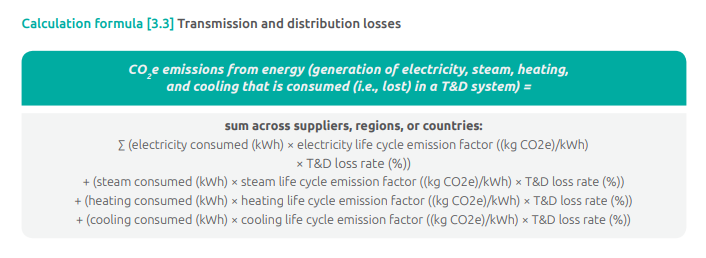 Calculation formula [3.3] Transmission and distribution losses
CO₂e emissions from energy (generation of electricity, steam, heating,
and cooling that is consumed (i.e., lost) in a T&D system) =
sum across suppliers, regions, or countries:
∑ (electricity consumed (kWh) × electricity life cycle emission factor ((kg CO2e)/kWh)
× T&D loss rate (%))
+ (steam consumed (kWh) × steam life cycle emission factor ((kg CO2e)/kWh) × T&D loss rate (%))
+ (heating consumed (kWh) × heating life cycle emission factor ((kg CO2e)/kWh) × T&D loss rate (%))
+ (cooling consumed (kWh) × cooling life cycle emission factor ((kg CO2e)/kWh) × T&D loss rate (%))